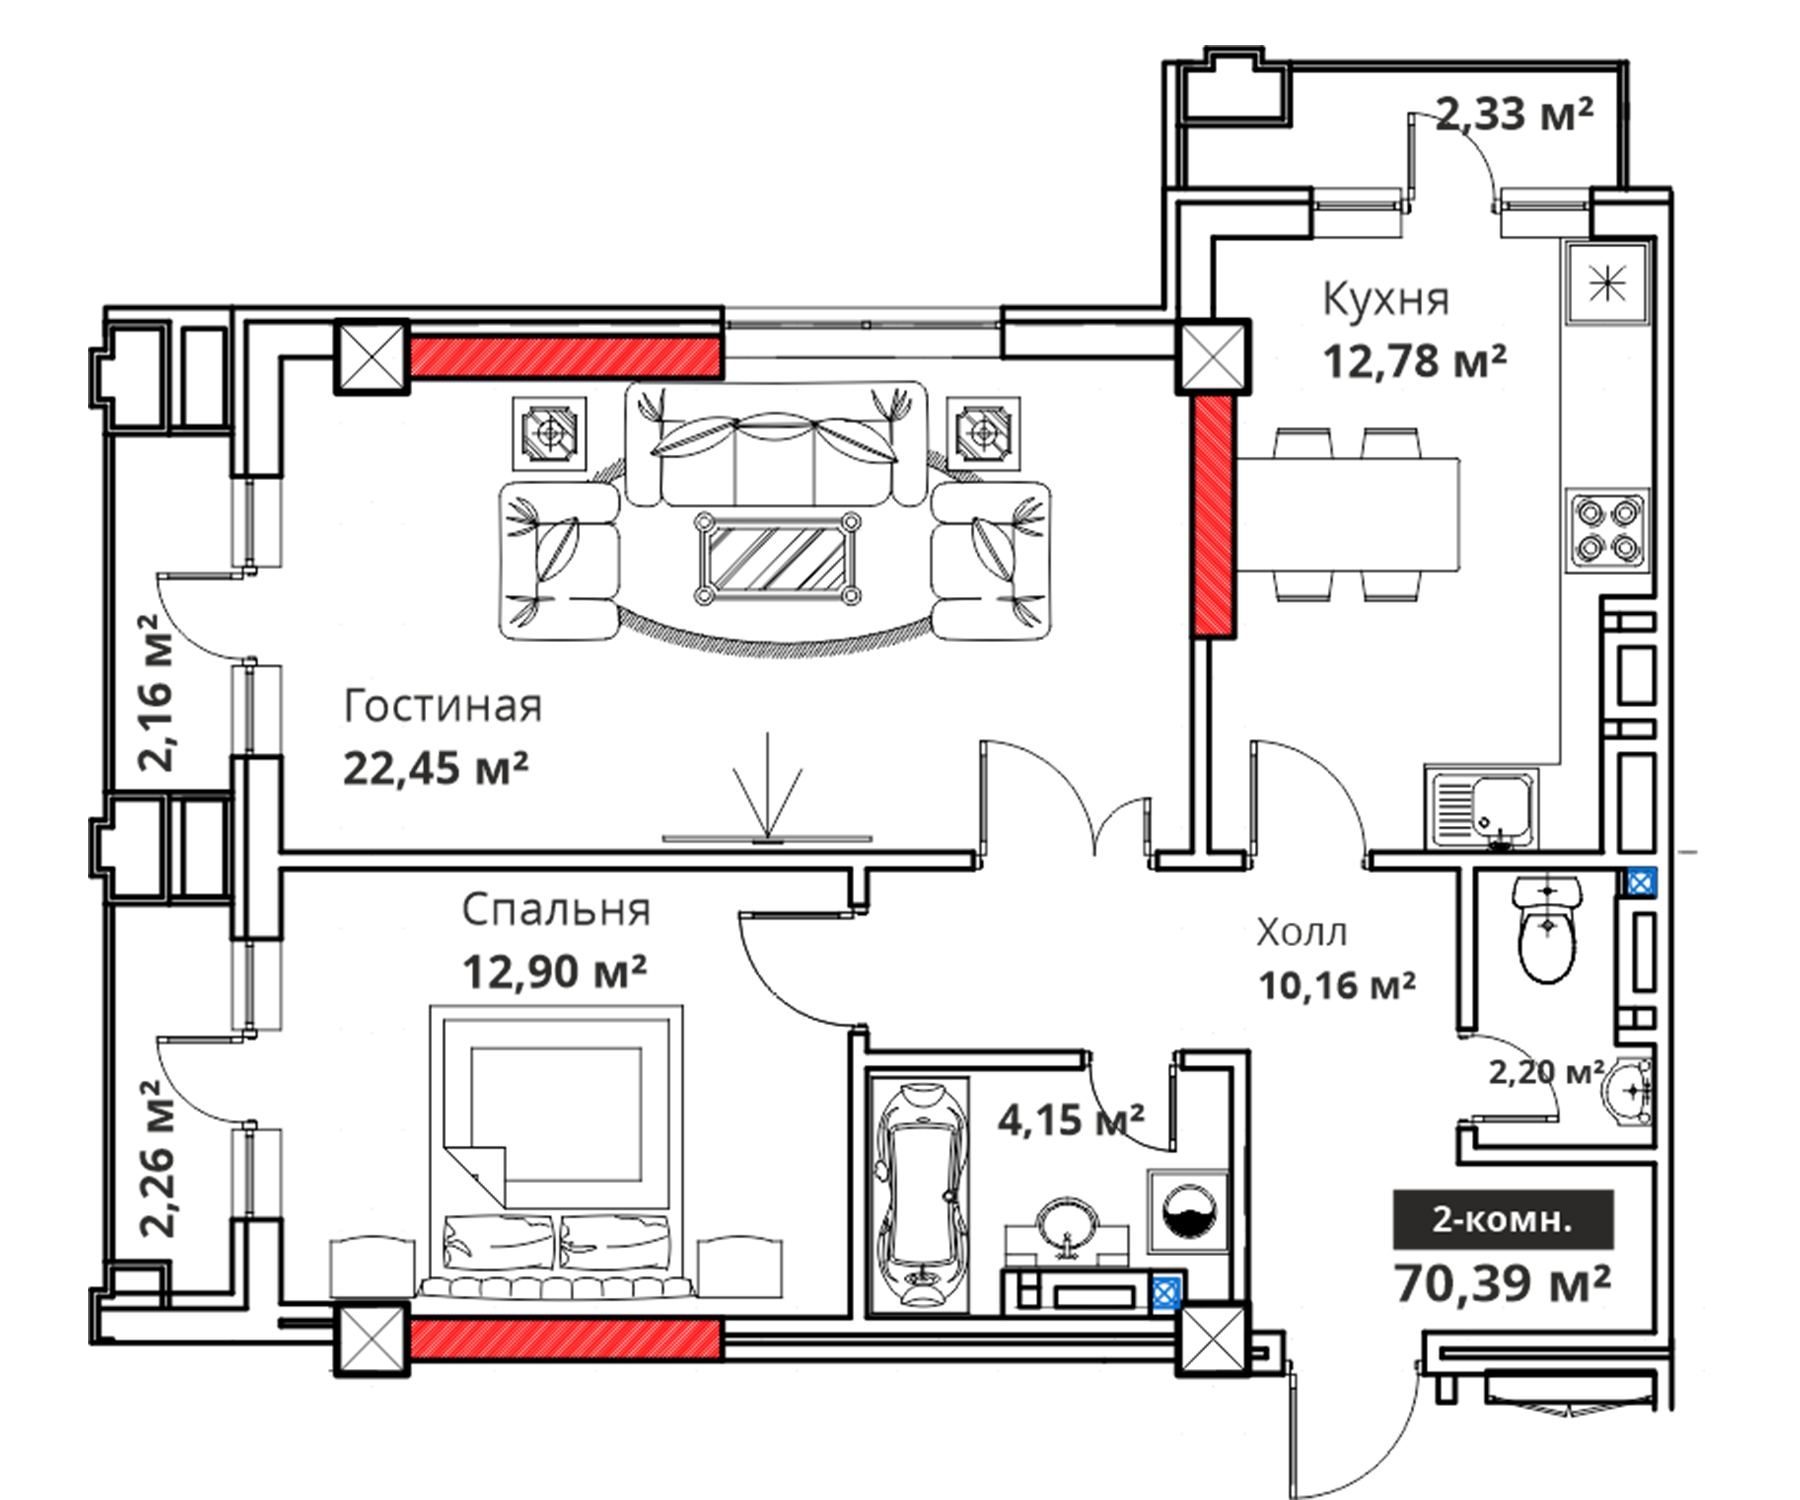 2,33 м²
Кухня
12,78 м²
2,16 м²
Гостиная
22,45 м²
Спальня
12,90 м²
Холл
10,16 м²
2,20 м²
4,15 м²
2,26 м²
2-комн.
70,39 м²